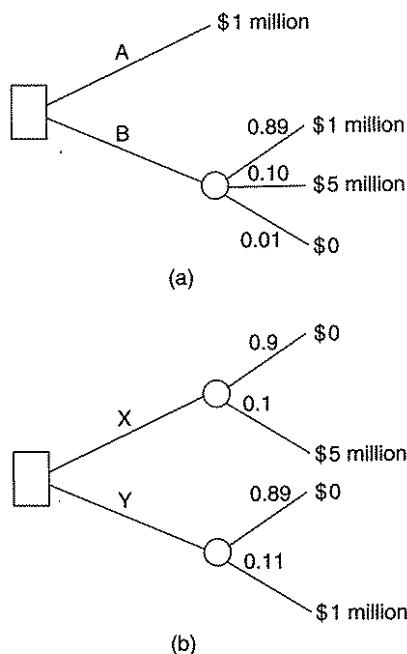 $1 million
A
B
0.89
$1 million
0.10
$5 million
0.01
$0
(a)
0.9
$0
X
0.1
$5 million
Y
0.89
$0
0.11
$1 million
(b)